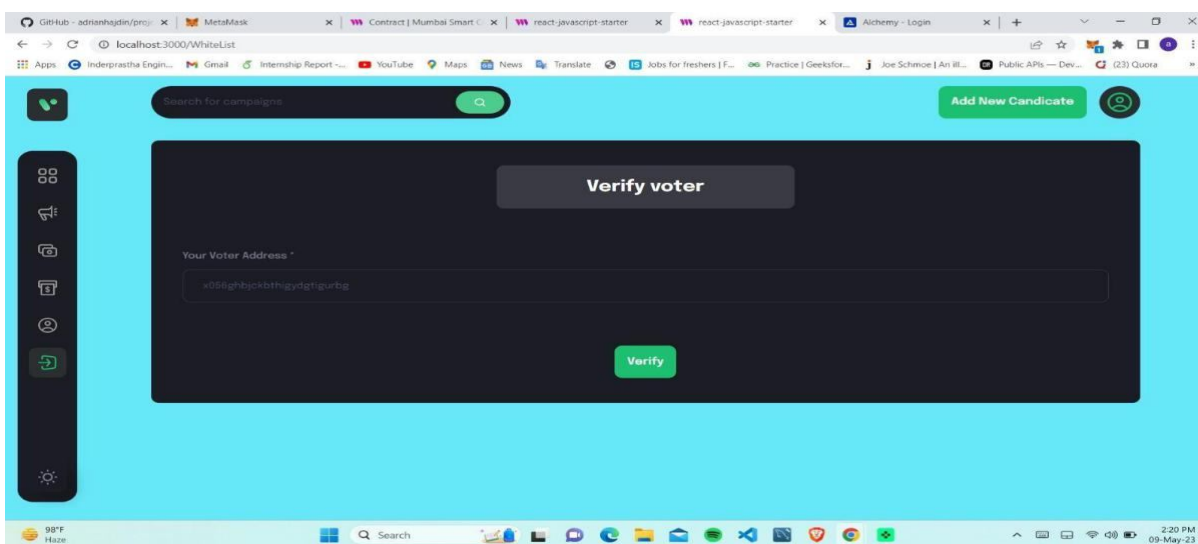 GitHub - adrianhajdin/proj
MetaMask
Contract | Mumbai Smart C
react-javascript-starter
react-javascript-starter
Alchemy - Login
localhost:3000/WhiteList
a
Apps
Inderprastha Engin...
Gmail
Internship Report -...
YouTube
Maps
News
Translate
Jobs for freshers | F...
Practice | Geeksfor...
Joe Schmoe | An ill...
Public APIs — Dev...
(23) Quora
Search for campaigns
Add New Candicate
Verify voter
Your Voter Address *
x056ghbjckbthigydgtigurbg
Verify
98°F
Haze
Search
2:20 PM
09-May-23